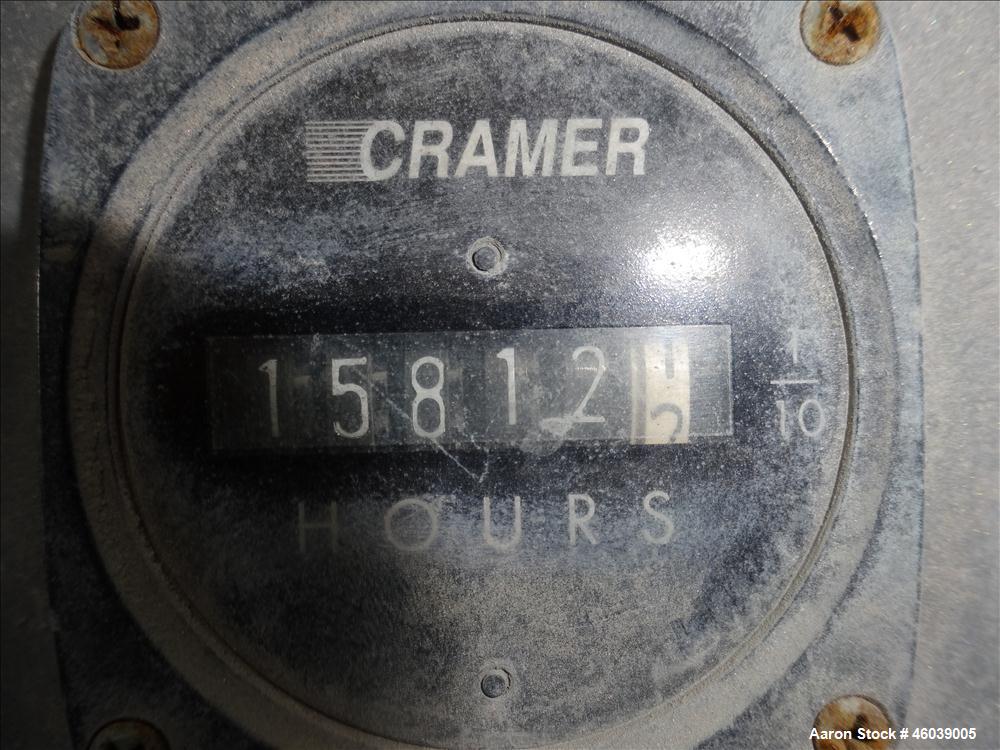 CRAMER
15812
1/10
HOURS
Aaron Stock # 46039005